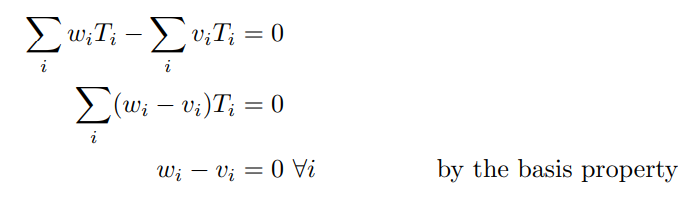 ∑_i w_i T_i − ∑_i v_i T_i = 0
∑_i (w_i − v_i) T_i = 0
w_i − v_i = 0 ∀i by the basis property